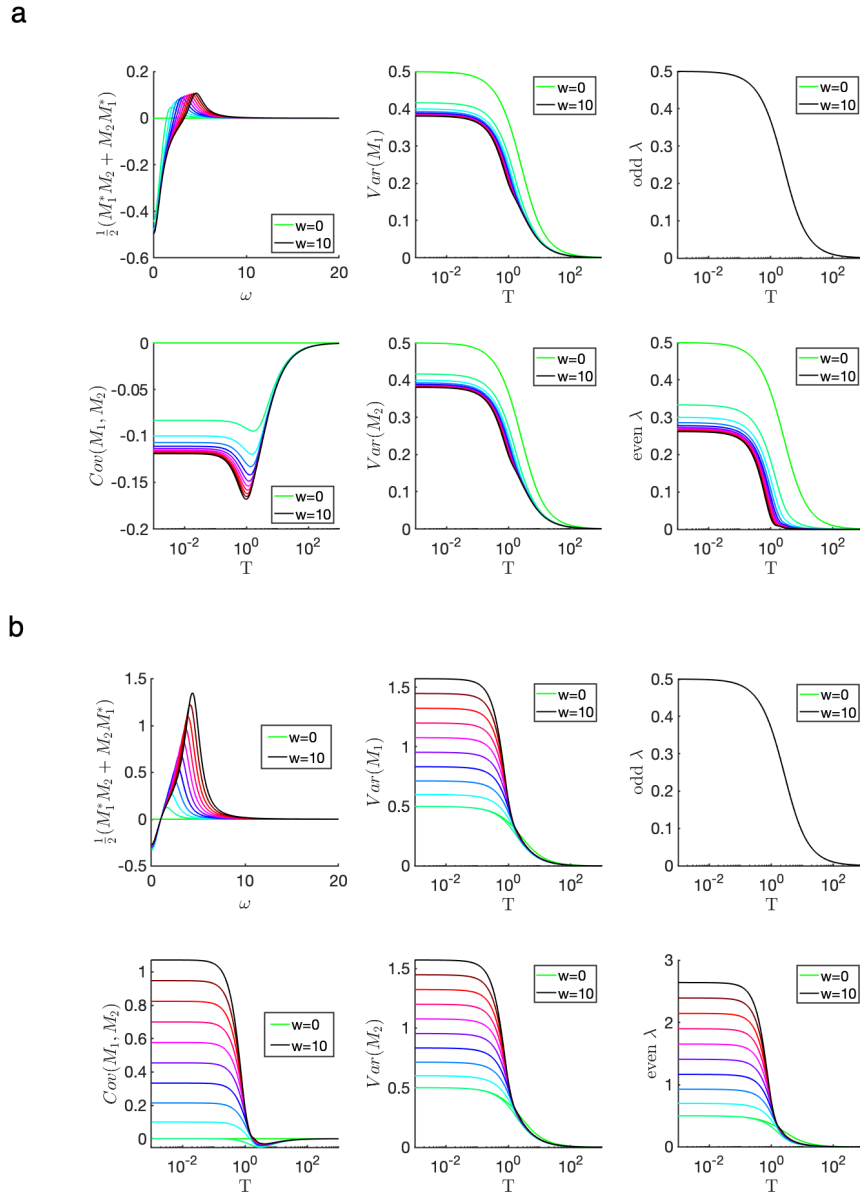 a
½(M₁*M₂ + M₂M₁*)
0.2
0
-0.2
-0.4
-0.6
0
10
20
ω
w=0
w=10
Var(M₁)
0.5
0.4
0.3
0.2
0.1
0
10⁻²
10⁰
10²
T
w=0
w=10
odd λ
0.5
0.4
0.3
0.2
0.1
0
10⁻²
10⁰
10²
T
w=0
w=10
Cov(M₁, M₂)
0
-0.05
-0.1
-0.15
-0.2
10⁻²
10⁰
10²
T
w=0
w=10
Var(M₂)
0.5
0.4
0.3
0.2
0.1
0
10⁻²
10⁰
10²
T
w=0
w=10
even λ
0.5
0.4
0.3
0.2
0.1
0
10⁻²
10⁰
10²
T
w=0
w=10
b
½(M₁*M₂ + M₂M₁*)
1.5
1
0.5
0
-0.5
0
10
20
ω
w=0
w=10
Var(M₁)
1.5
1
0.5
0
10⁻²
10⁰
10²
T
w=0
w=10
odd λ
0.5
0.4
0.3
0.2
0.1
0
10⁻²
10⁰
10²
T
w=0
w=10
Cov(M₁, M₂)
1
0.8
0.6
0.4
0.2
0
10⁻²
10⁰
10²
T
w=0
w=10
Var(M₂)
1.5
1
0.5
0
10⁻²
10⁰
10²
T
w=0
w=10
even λ
3
2
1
0
10⁻²
10⁰
10²
T
w=0
w=10